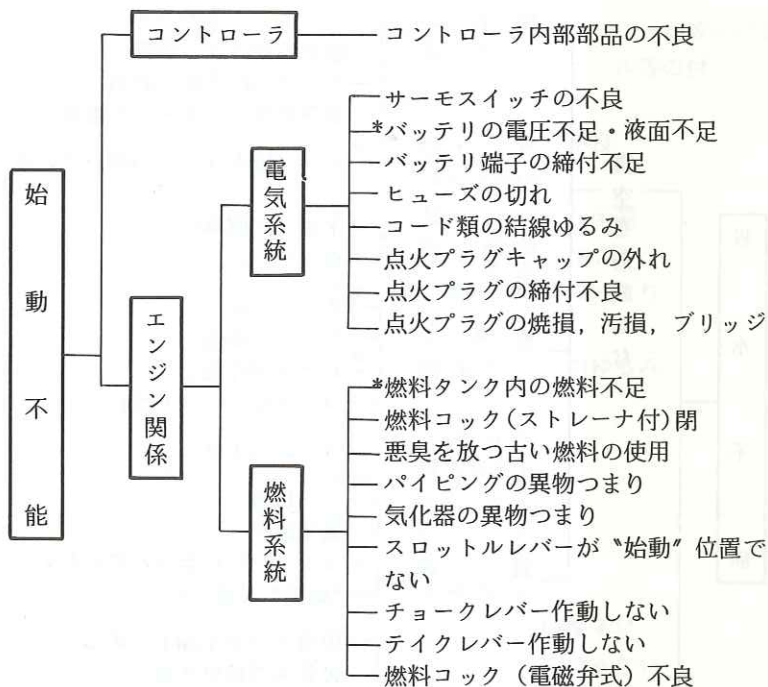 始動不能
コントローラ
コントローラ内部部品の不良
エンジン関係
電気系統
サーモスイッチの不良
*バッテリの電圧不足・液面不足
バッテリ端子の締付不足
ヒューズの切れ
コード類の結線ゆるみ
点火プラグキャップの外れ
点火プラグの締付不良
点火プラグの焼損，汚損，ブリッジ
燃料系統
*燃料タンク内の燃料不足
燃料コック(ストレーナ付)閉
悪臭を放つ古い燃料の使用
パイピングの異物つまり
気化器の異物つまり
スロットルレバーが〝始動〟位置で
ない
チョークレバー作動しない
テイクレバー作動しない
燃料コック（電磁弁式）不良